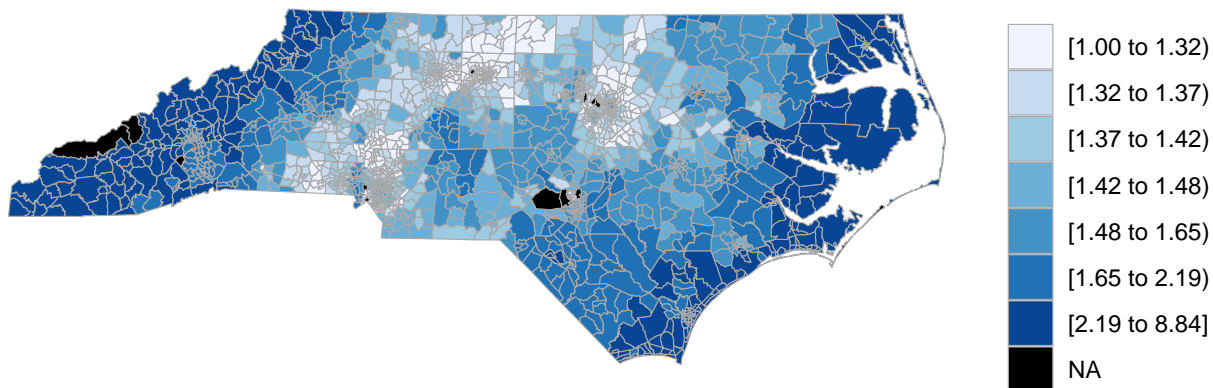 [1.00 to 1.32)
[1.32 to 1.37)
[1.37 to 1.42)
[1.42 to 1.48)
[1.48 to 1.65)
[1.65 to 2.19)
[2.19 to 8.84]
NA